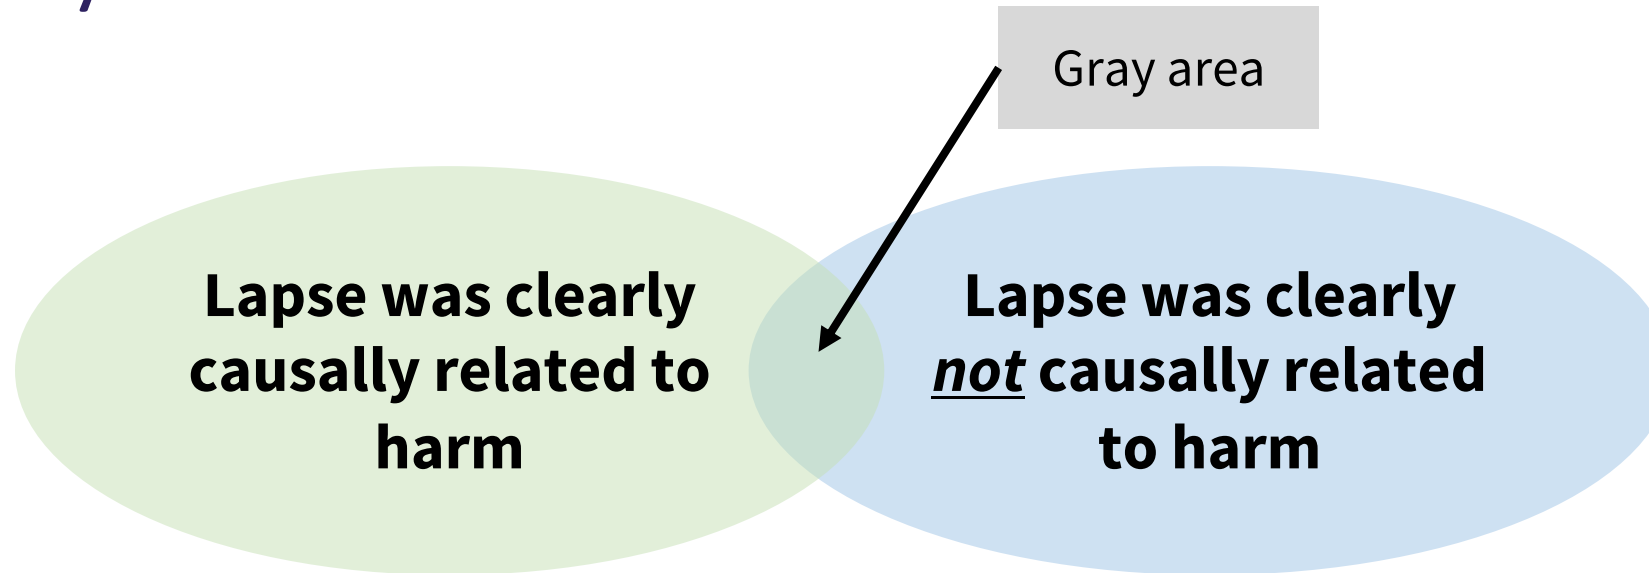 Gray area
Lapse was clearly
causally related to
harm
Lapse was clearly
not causally related
to harm